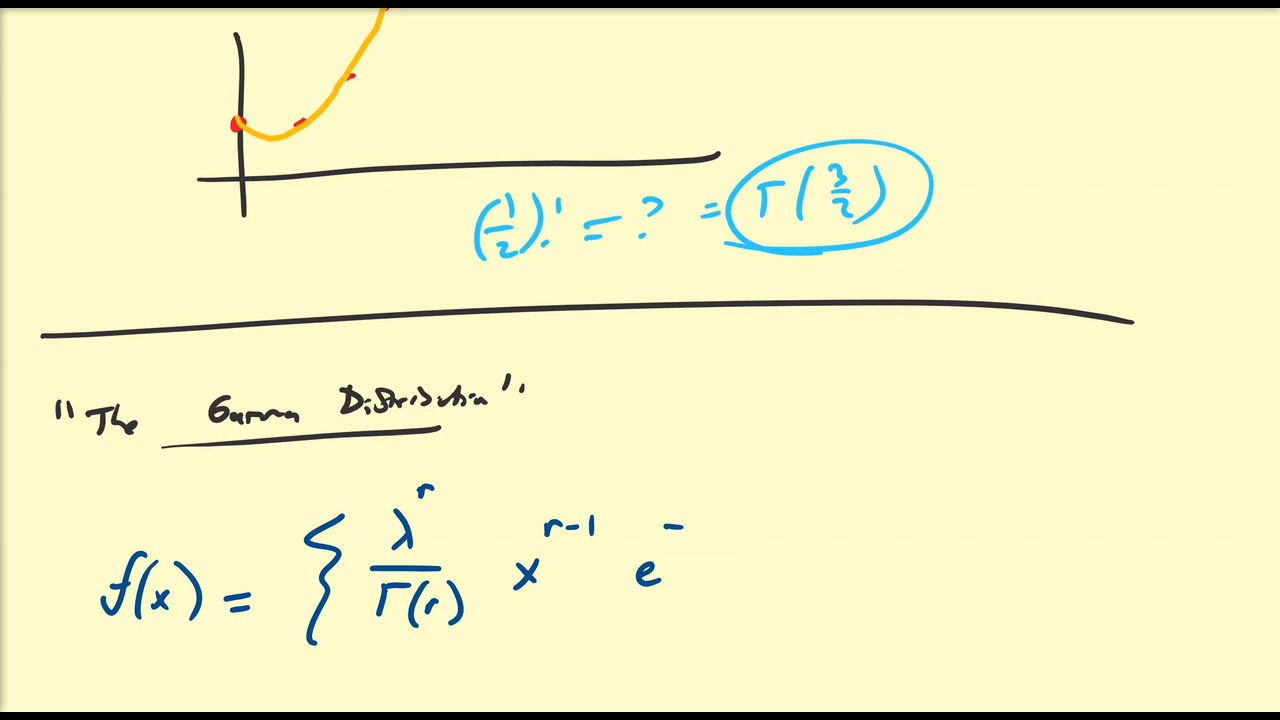 (1/2)! = ? = Γ(3/2)
"The Gamma Distribution".
f(x) = { λ^r / Γ(r) x^(r-1) e^-